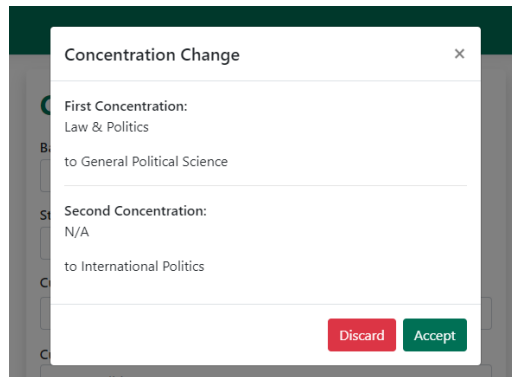 Concentration Change
×
First Concentration:
Law & Politics
to General Political Science
Second Concentration:
N/A
to International Politics
Discard Accept